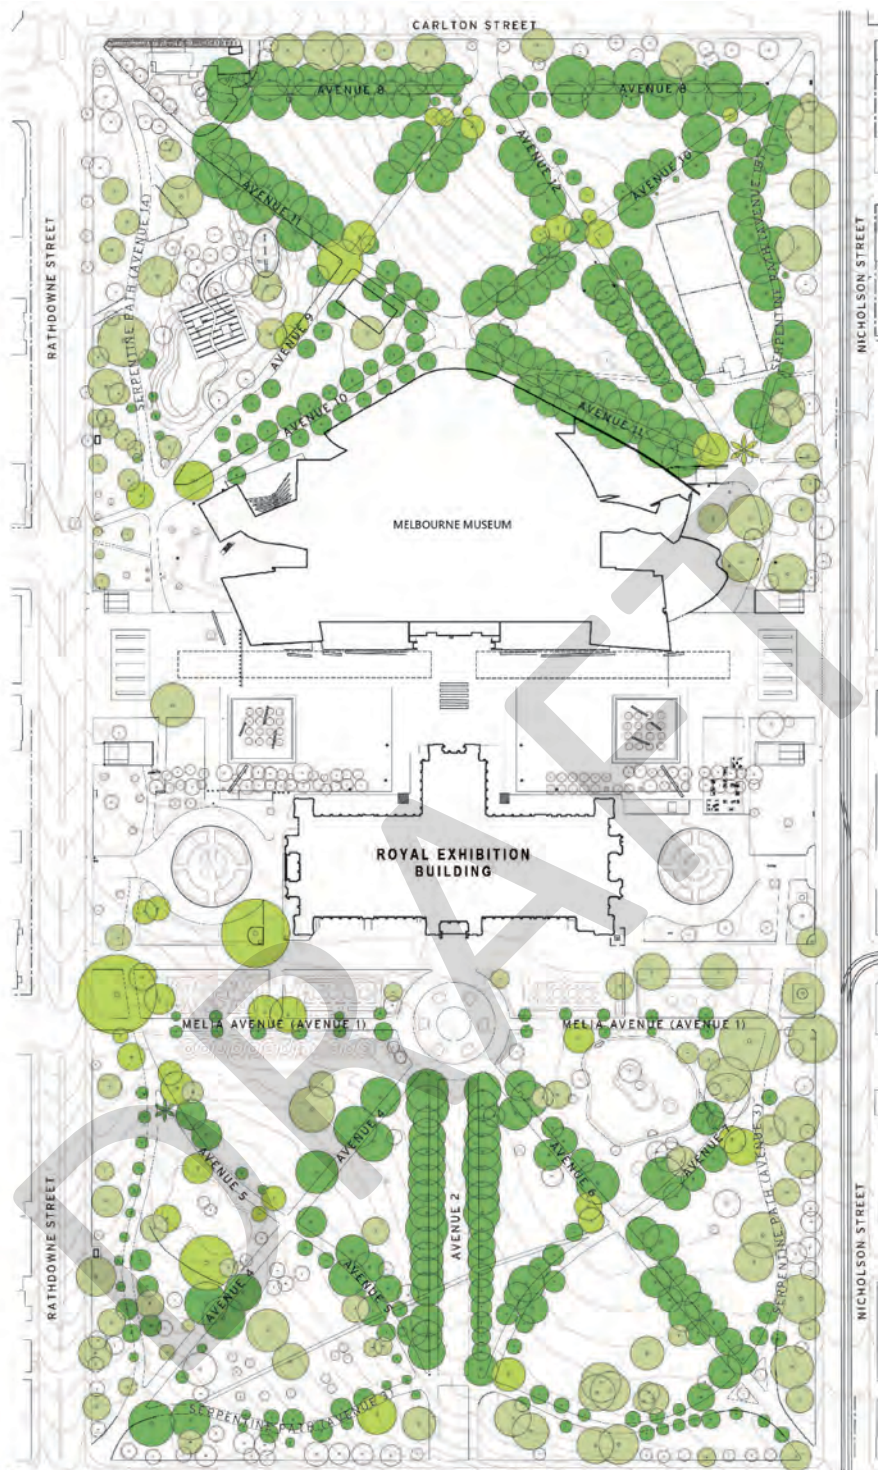 CARLTON STREET
AVENUE 8
AVENUE 8
AVENUE 12
AVENUE 10
SERPENTINE PATH (AVENUE 14)
AVENUE 11
RATHDOWNE STREET
NICHOLSON STREET
AVENUE 9
AVENUE 10
AVENUE 11
MELBOURNE MUSEUM
ROYAL EXHIBITION
BUILDING
MELIA AVENUE (AVENUE 1)
MELIA AVENUE (AVENUE 1)
AVENUE 4
AVENUE 5
AVENUE 6
AVENUE 7
SERPENTINE PATH (AVENUE 3)
AVENUE 2
RATHDOWNE STREET
NICHOLSON STREET
AVENUE 4
AVENUE 5
SERPENTINE PATH (AVENUE 3)
DRAFT